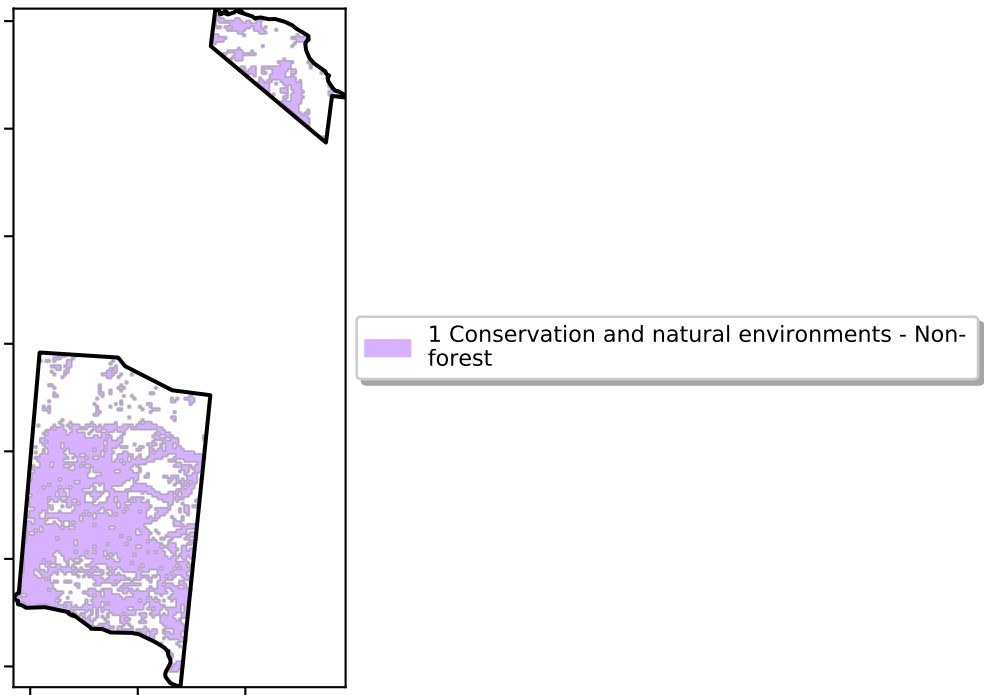 1 Conservation and natural environments - Non-
forest